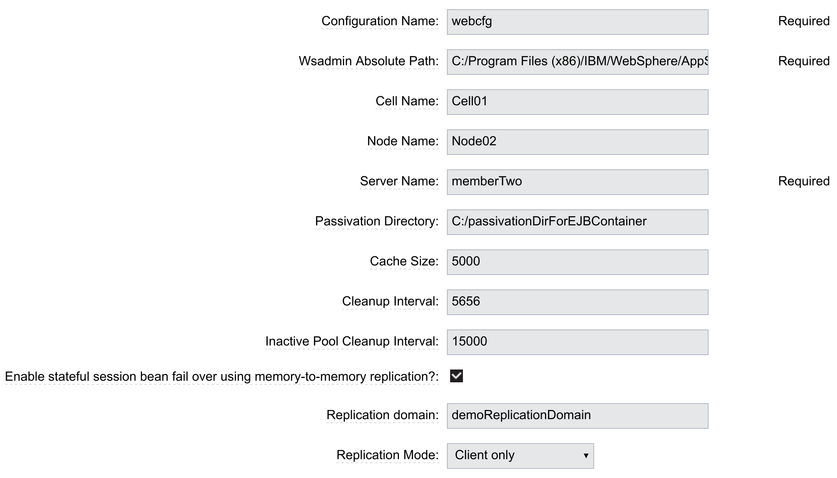 Configuration Name: webcfg Required
Wsadmin Absolute Path: C:/Program Files (x86)/IBM/WebSphere/AppS Required
Cell Name: Cell01
Node Name: Node02
Server Name: memberTwo Required
Passivation Directory: C:/passivationDirForEJBContainer
Cache Size: 5000
Cleanup Interval: 5656
Inactive Pool Cleanup Interval: 15000
Enable stateful session bean fail over using memory-to-memory replication?:
Replication domain: demoReplicationDomain
Replication Mode: Client only